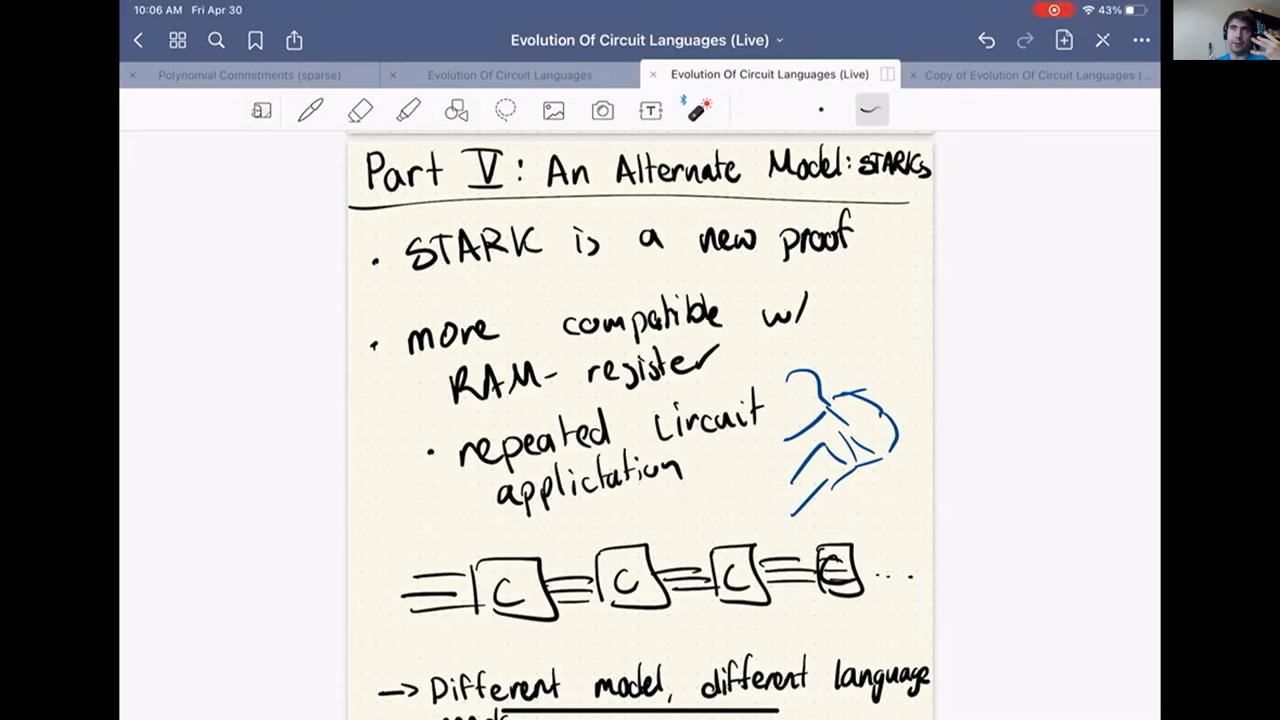 10:06 AM Fri Apr 30
43%
Evolution Of Circuit Languages (Live)
Polynomial Commitments (sparse)
Evolution Of Circuit Languages
Evolution Of Circuit Languages (Live)
Copy of Evolution Of Circuit Languages (...
T
Part V: An Alternate Model: STARKs
· STARK is a new proof
· more compatible w/
RAM- register
· repeated circuit
applictation
C C C C ...
→ Different model, different language